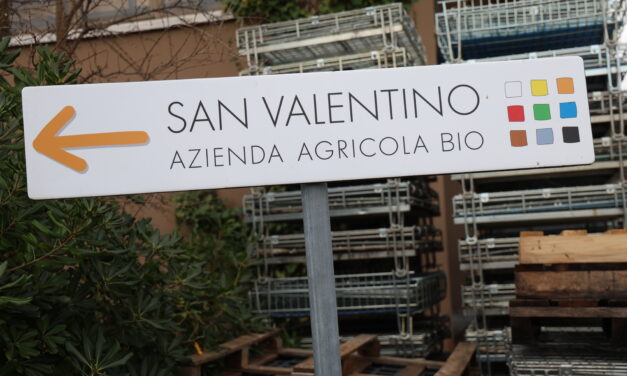 SAN VALENTINO
AZIENDA AGRICOLA BIO